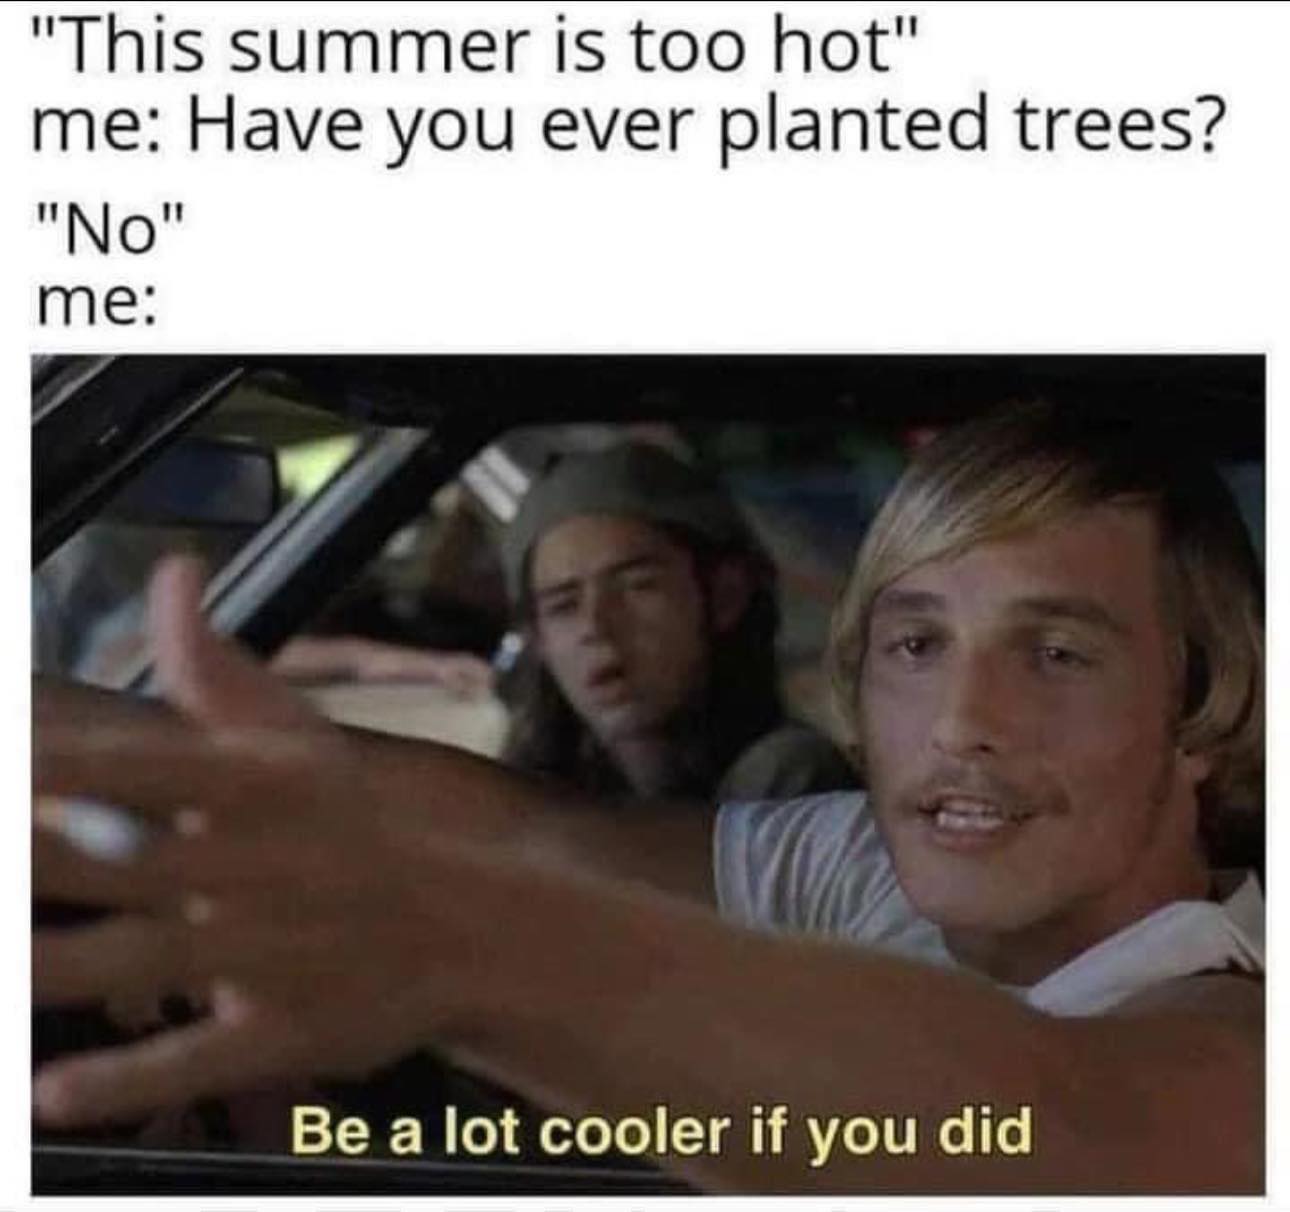 "This summer is too hot"
me: Have you ever planted trees?
"No"
me:
Be a lot cooler if you did